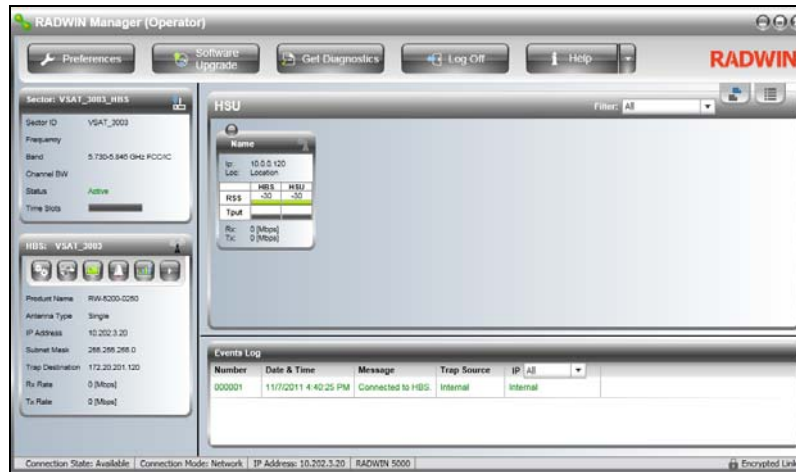 RADWIN Manager (Operator)
Preferences
Software Upgrade
Get Diagnostics
Log Off
Help
RADWIN
Sector: VSAT_3003_HBS
Sector ID VSAT_3003
Frequency
Band 5.730-5.845 GHz FCC/IC
Channel BW
Status Active
Time Slots
HBS: VSAT_3003
Product Name RW-5200-0250
Antenna Type Single
IP Address 10.202.3.20
Subnet Mask 255.255.255.0
Trap Destination 172.20.201.120
Rx Rate 0 [Mbps]
Tx Rate 0 [Mbps]
HSU
Filter: All
Name
Ip: 10.0.0.120
Loc: Location
HBS HSU
RSS -30 -30
Tput
Rx: 0 [Mbps]
Tx: 0 [Mbps]
Events Log
Number Date & Time Message Trap Source IP All
000001 11/7/2011 4:40:25 PM Connected to HBS. Internal Internal
Connection State: Available Connection Mode: Network IP Address: 10.202.3.20 RADWIN 5000 Encrypted Link